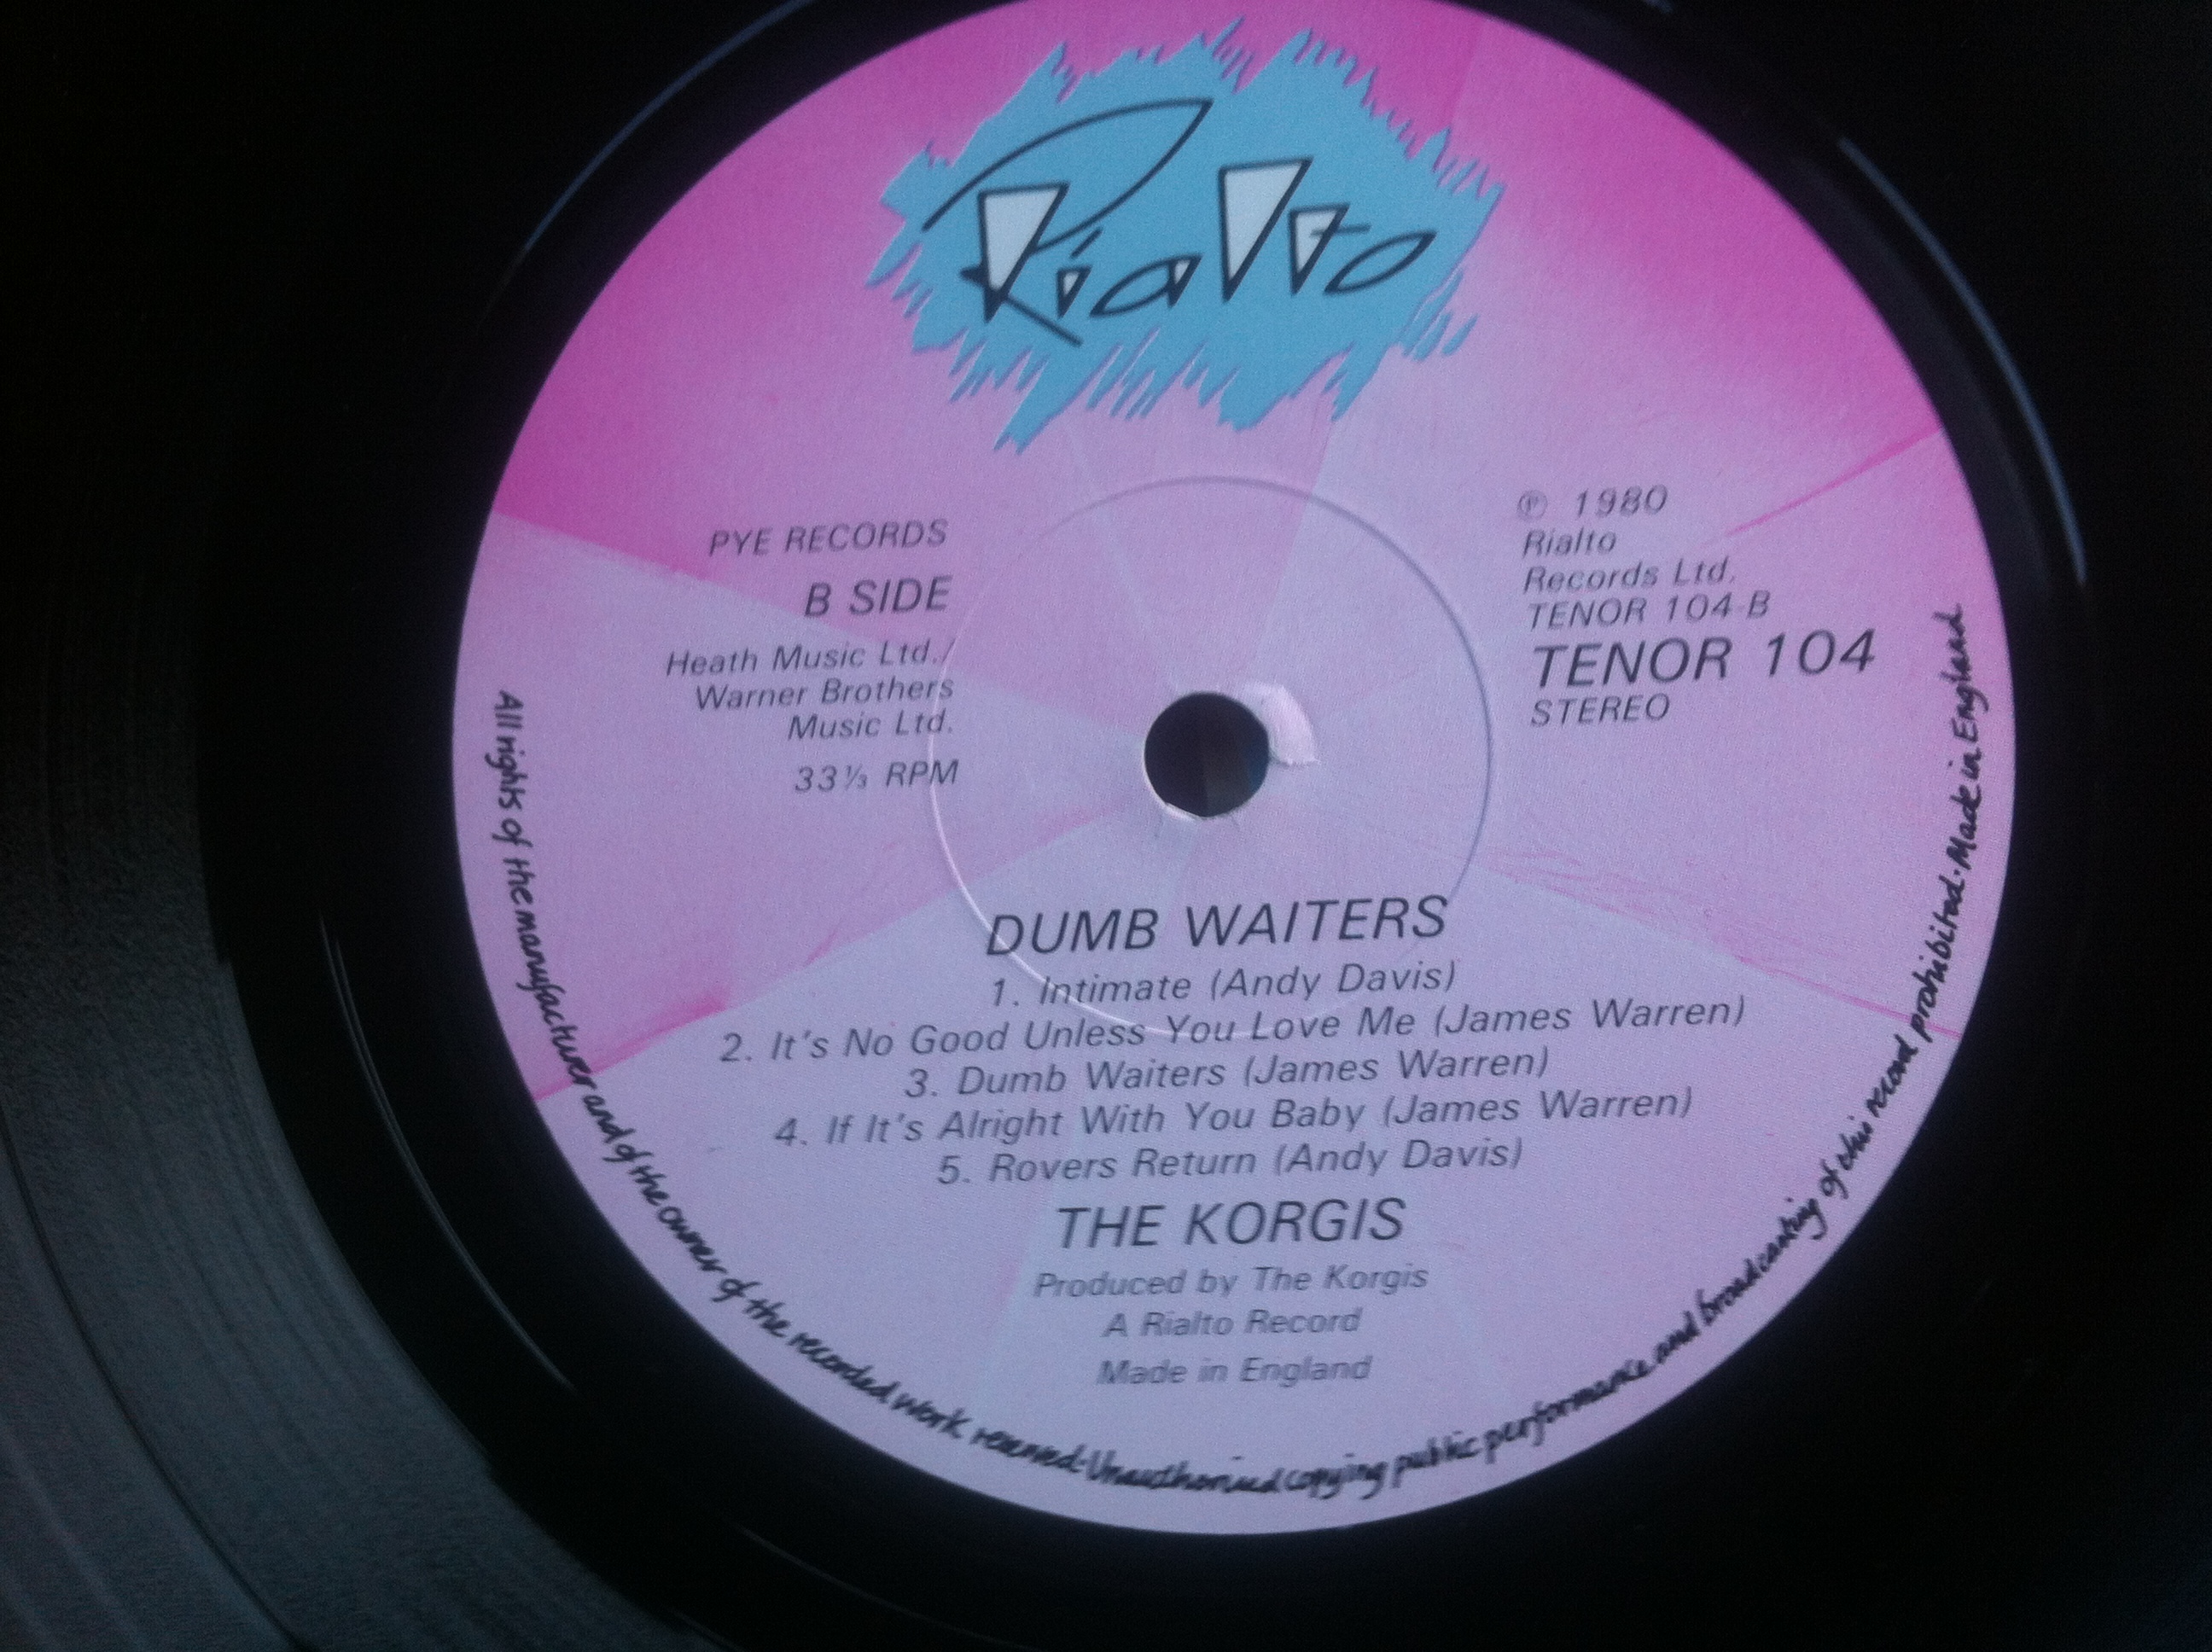 Rialto
PYE RECORDS
B SIDE
Heath Music Ltd./
Warner Brothers
Music Ltd.
33⅓ RPM
℗ 1980
Rialto
Records Ltd.
TENOR 104-B
TENOR 104
STEREO
DUMB WAITERS
1. Intimate (Andy Davis)
2. It's No Good Unless You Love Me (James Warren)
3. Dumb Waiters (James Warren)
4. If It's Alright With You Baby (James Warren)
5. Rovers Return (Andy Davis)
THE KORGIS
Produced by The Korgis
A Rialto Record
Made in England
All rights of the manufacturer and of the owner of the recorded work reserved. Unauthorised copying public performance and broadcasting of this record prohibited. Made in England